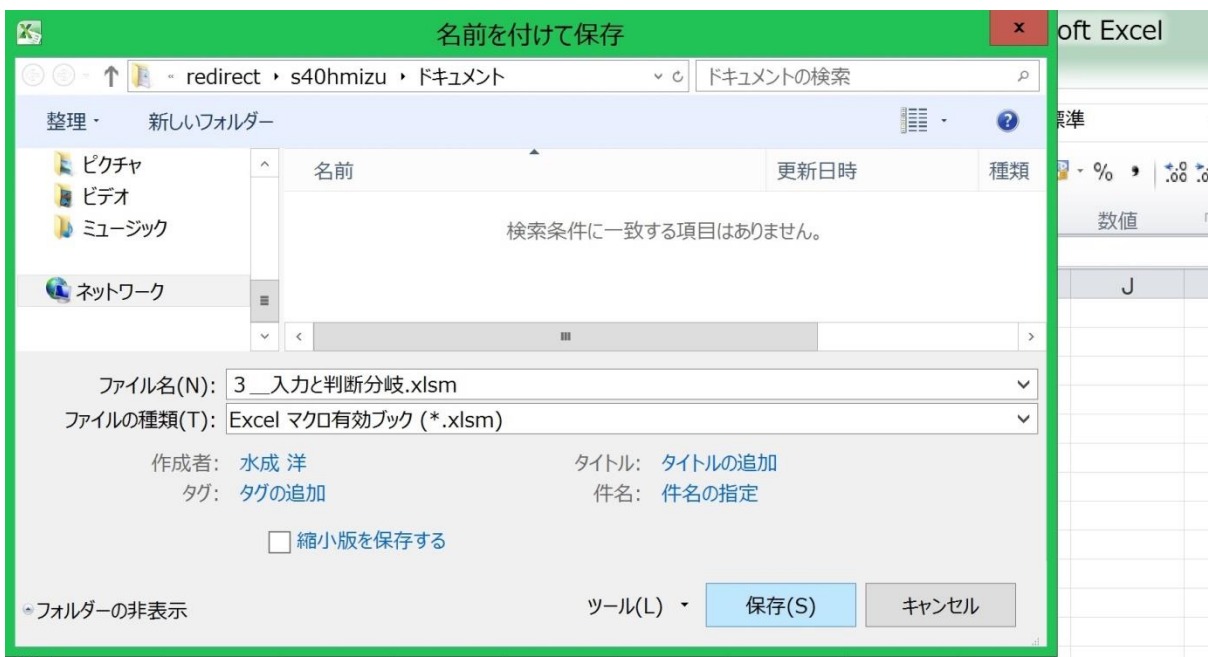 名前を付けて保存
oft Excel
« redirect ▸ s40hmizu ▸ ドキュメント
ドキュメントの検索
整理
新しいフォルダー
標準
ピクチャ
ビデオ
ミュージック
ネットワーク
名前
更新日時
種類
検索条件に一致する項目はありません。
% , .00
数値
J
ファイル名(N): 3__入力と判断分岐.xlsm
ファイルの種類(T): Excel マクロ有効ブック (*.xlsm)
作成者: 水成 洋
タイトル: タイトルの追加
タグ: タグの追加
件名: 件名の指定
縮小版を保存する
フォルダーの非表示
ツール(L)
保存(S)
キャンセル